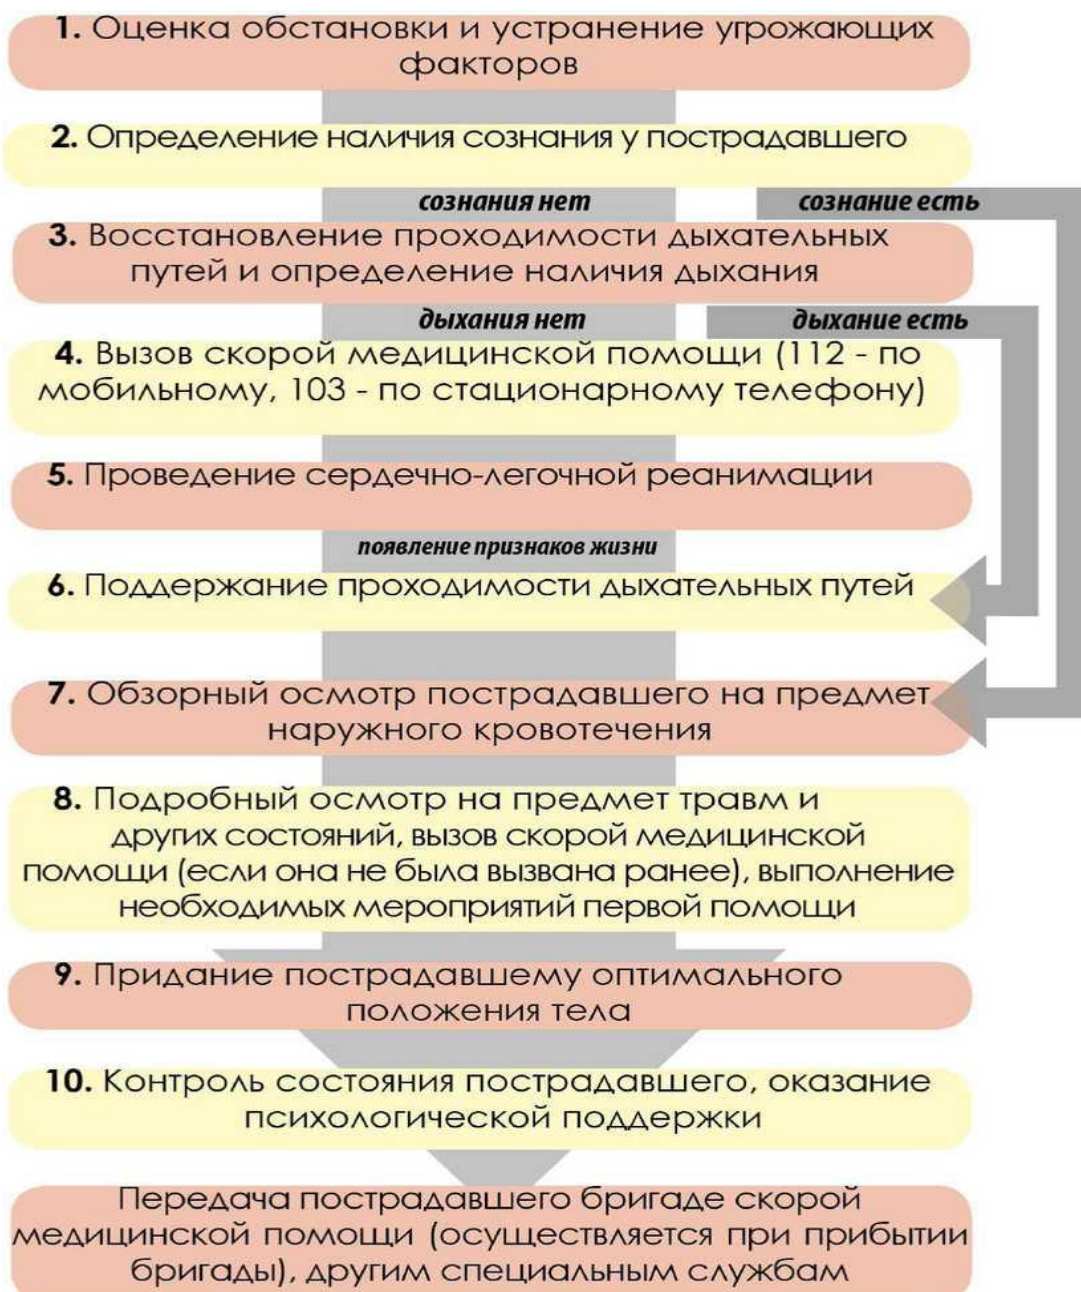 1. Оценка обстановки и устранение угрожающих
факторов
2. Определение наличия сознания у пострадавшего
сознания нет
сознание есть
3. Восстановление проходимости дыхательных
путей и определение наличия дыхания
дыхания нет
дыхание есть
4. Вызов скорой медицинской помощи (112 - по
мобильному, 103 - по стационарному телефону)
5. Проведение сердечно-легочной реанимации
появление признаков жизни
6. Поддержание проходимости дыхательных путей
7. Обзорный осмотр пострадавшего на предмет
наружного кровотечения
8. Подробный осмотр на предмет травм и
других состояний, вызов скорой медицинской
помощи (если она не была вызвана ранее), выполнение
необходимых мероприятий первой помощи
9. Придание пострадавшему оптимального
положения тела
10. Контроль состояния пострадавшего, оказание
психологической поддержки
Передача пострадавшего бригаде скорой
медицинской помощи (осуществляется при прибытии
бригады), другим специальным службам